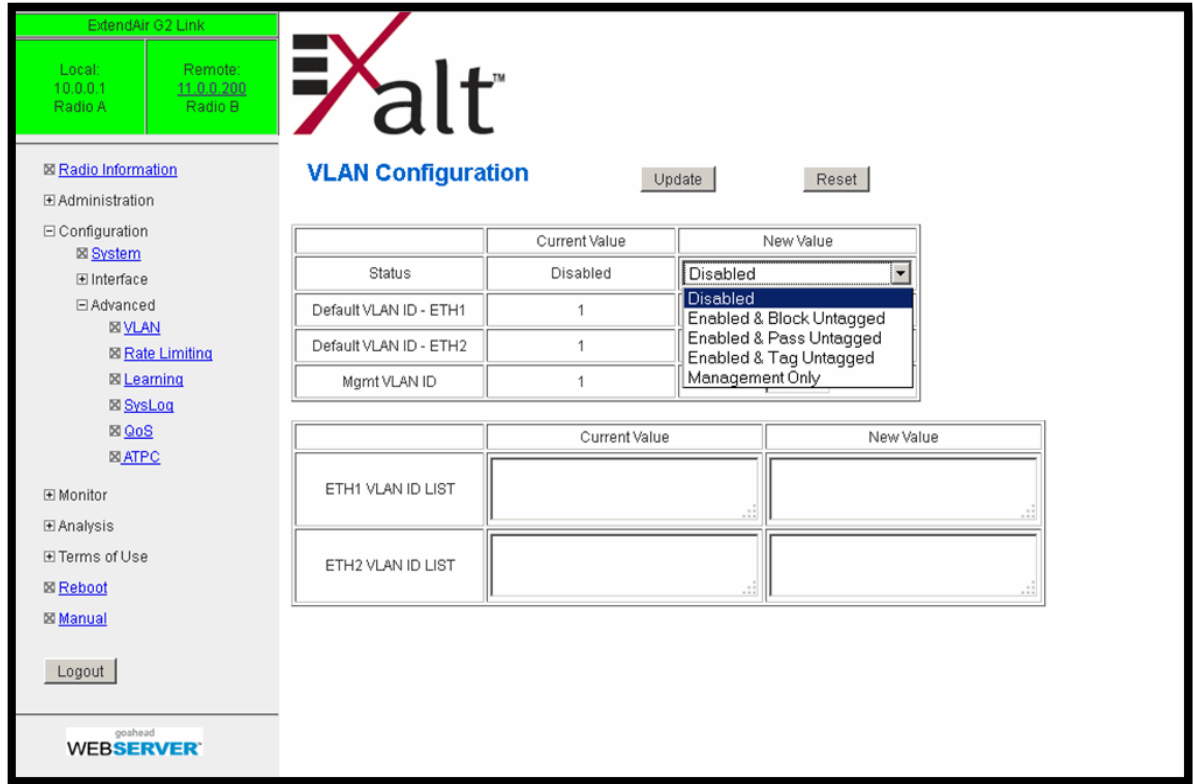 ExtendAir G2 Link
Local:
10.0.0.1
Radio A
Remote:
11.0.0.200
Radio B
EXalt™
Radio Information
Administration
Configuration
System
Interface
Advanced
VLAN
Rate Limiting
Learning
SysLog
QoS
ATPC
Monitor
Analysis
Terms of Use
Reboot
Manual
Logout
goahead
WEBSERVER
VLAN Configuration
Update
Reset
Current Value
New Value
Status
Disabled
Disabled
Disabled
Enabled & Block Untagged
Enabled & Pass Untagged
Enabled & Tag Untagged
Management Only
Default VLAN ID - ETH1
1
Default VLAN ID - ETH2
1
Mgmt VLAN ID
1
Current Value
New Value
ETH1 VLAN ID LIST
ETH2 VLAN ID LIST